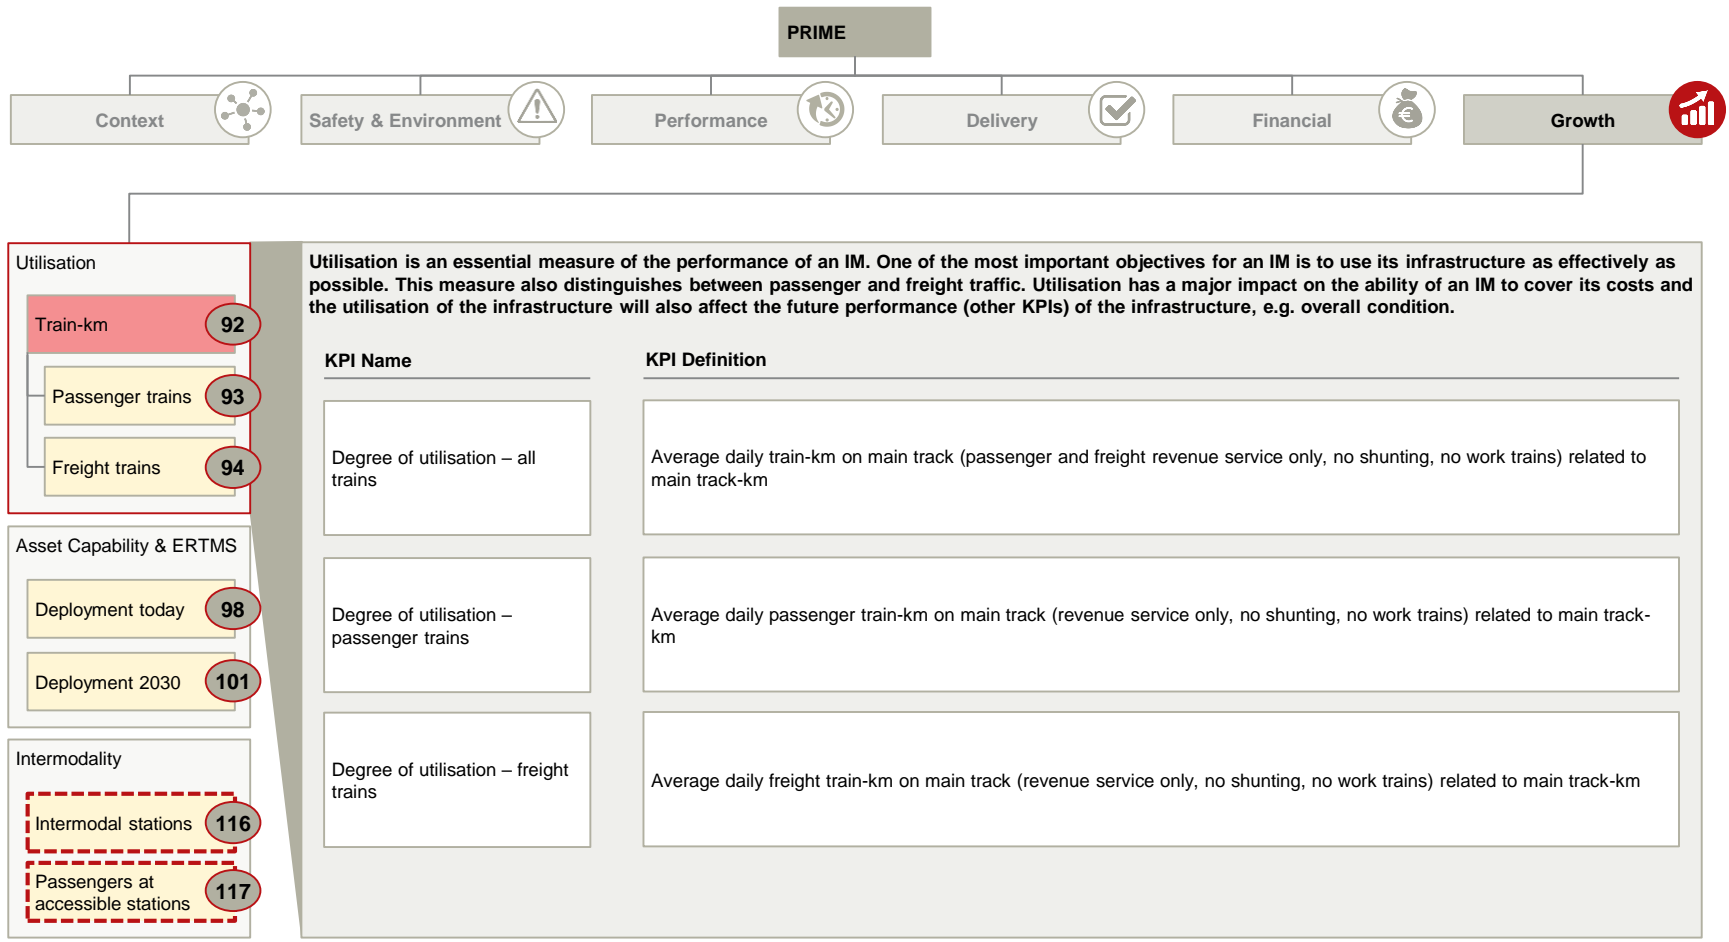 PRIME
Context
Safety & Environment
Performance
Delivery
Financial
Growth
Utilisation
Train-km
92
Passenger trains
93
Freight trains
94
Asset Capability & ERTMS
Deployment today
98
Deployment 2030
101
Intermodality
Intermodal stations
116
Passengers at
accessible stations
117
Utilisation is an essential measure of the performance of an IM. One of the most important objectives for an IM is to use its infrastructure as effectively as
possible. This measure also distinguishes between passenger and freight traffic. Utilisation has a major impact on the ability of an IM to cover its costs and
the utilisation of the infrastructure will also affect the future performance (other KPIs) of the infrastructure, e.g. overall condition.
KPI Name
KPI Definition
Degree of utilisation – all
trains
Average daily train-km on main track (passenger and freight revenue service only, no shunting, no work trains) related to
main track-km
Degree of utilisation –
passenger trains
Average daily passenger train-km on main track (revenue service only, no shunting, no work trains) related to main track-
km
Degree of utilisation – freight
trains
Average daily freight train-km on main track (revenue service only, no shunting, no work trains) related to main track-km